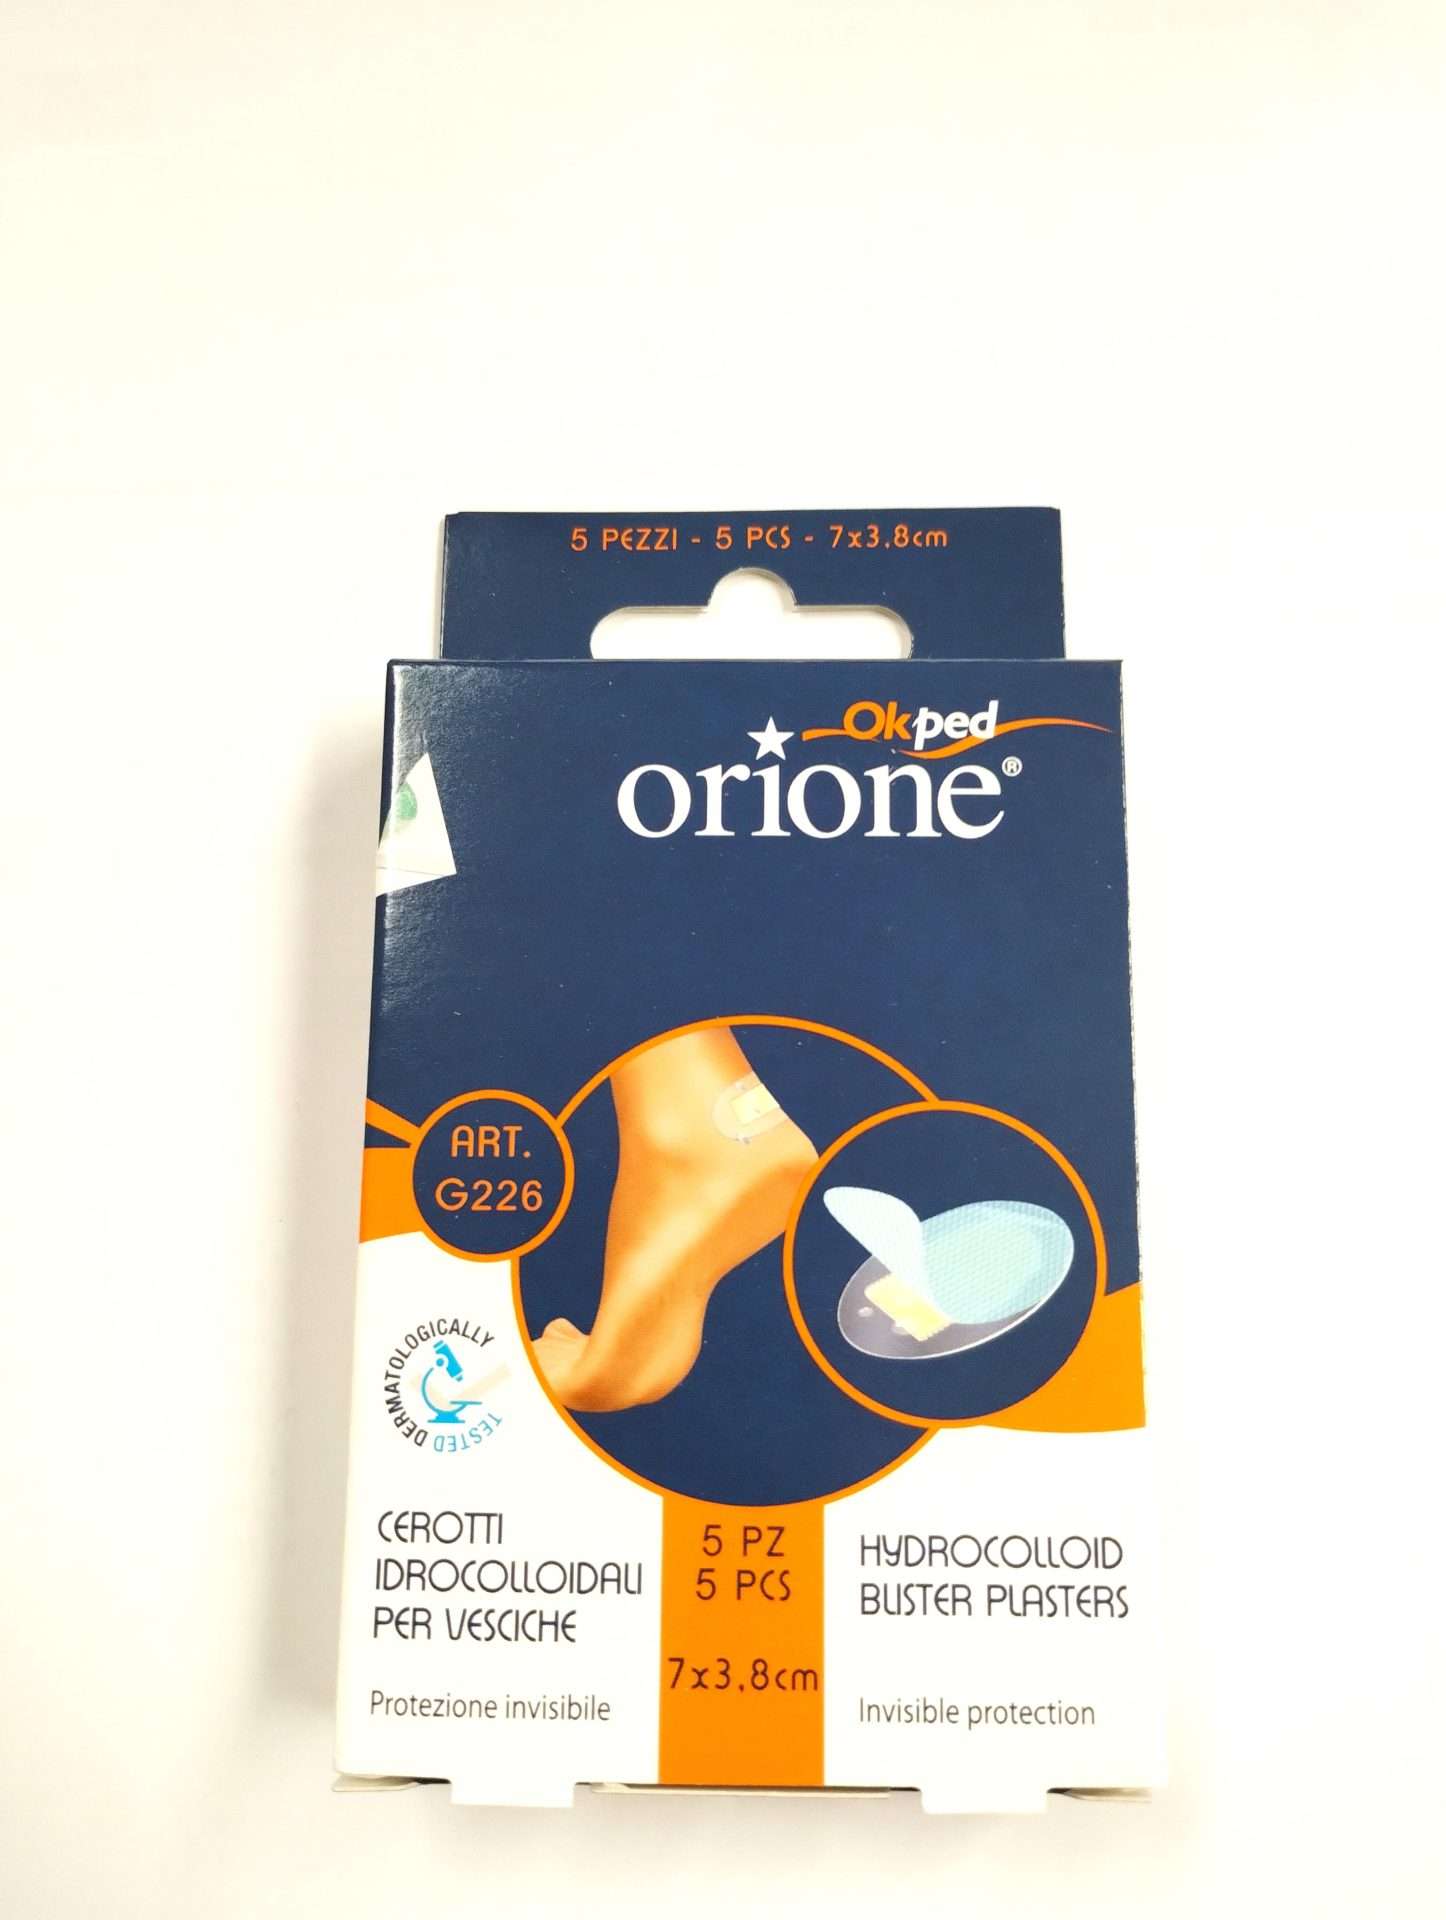 5 PEZZI - 5 PCS - 7x3,8cm
Okped
orione®
ART.
G226
DERMATOLOGICALLY
TESTED
CEROTTI
IDROCOLLOIDALI
PER VESCICHE
Protezione invisibile
5 PZ
5 PCS
7x3,8cm
HYDROCOLLOID
BLISTER PLASTERS
Invisible protection